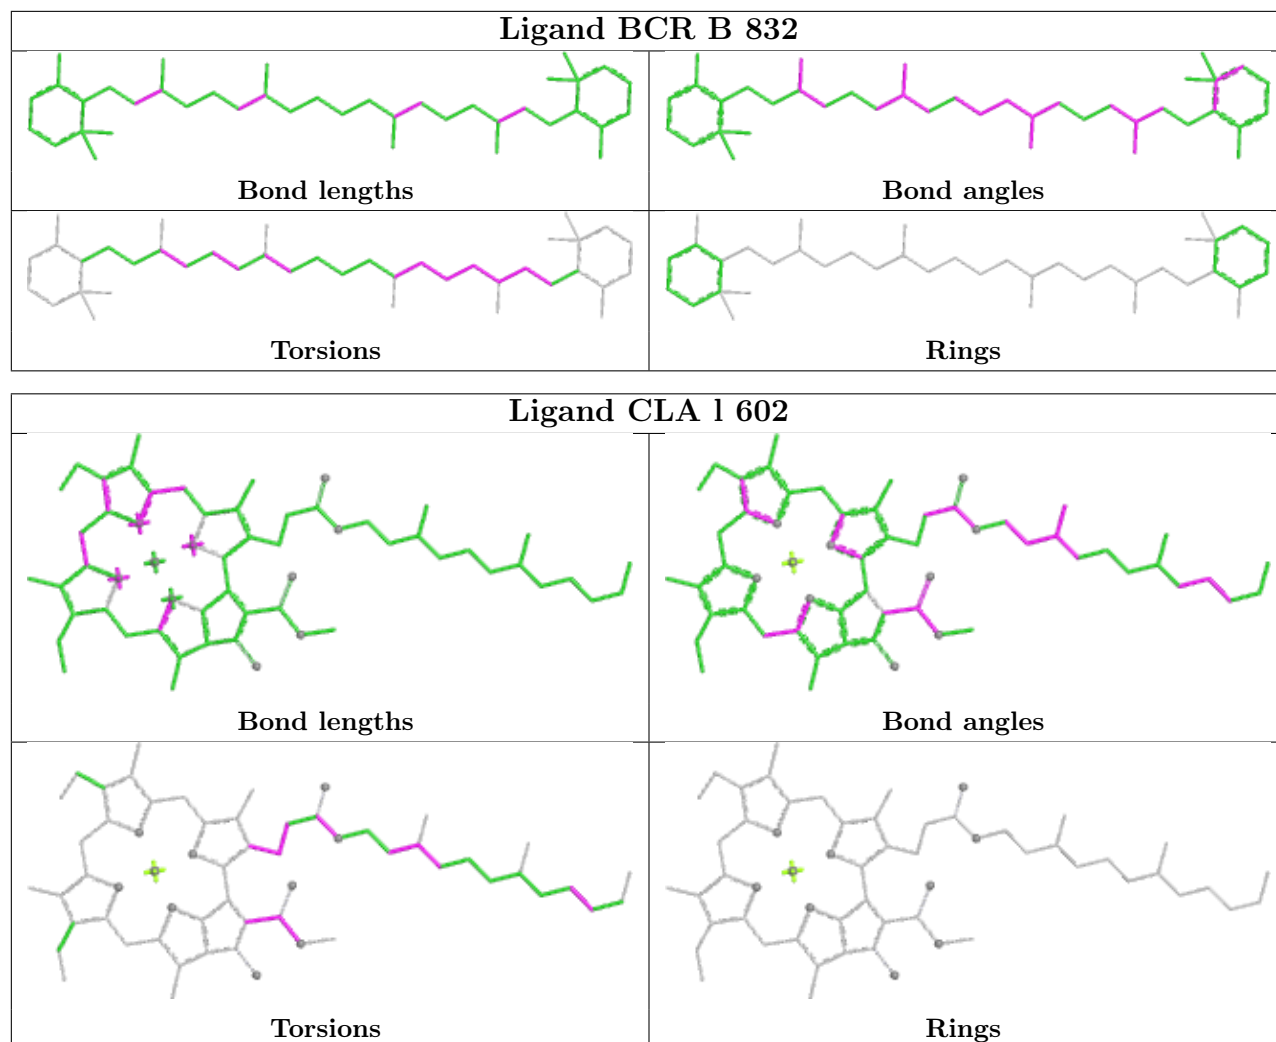 Ligand BCR B 832
Bond lengths
Bond angles
Torsions
Rings
Ligand CLA l 602
Bond lengths
Bond angles
Torsions
Rings